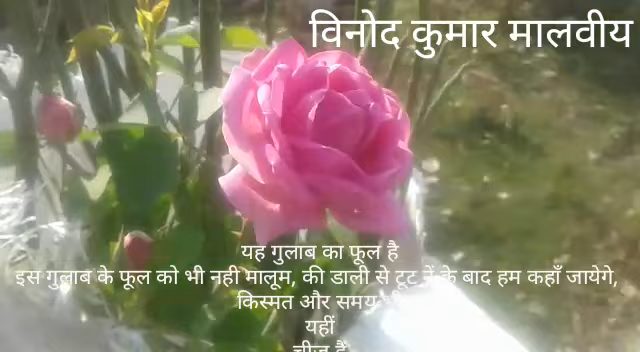 विनोद कुमार मालवीय
यह गुलाब का फूल है
इस गुलाब के फूल को भी नही मालूम, की डाली से टूट नें के बाद हम कहाँ जायेगे,
किस्मत और समय
यहीं
चीज हैं